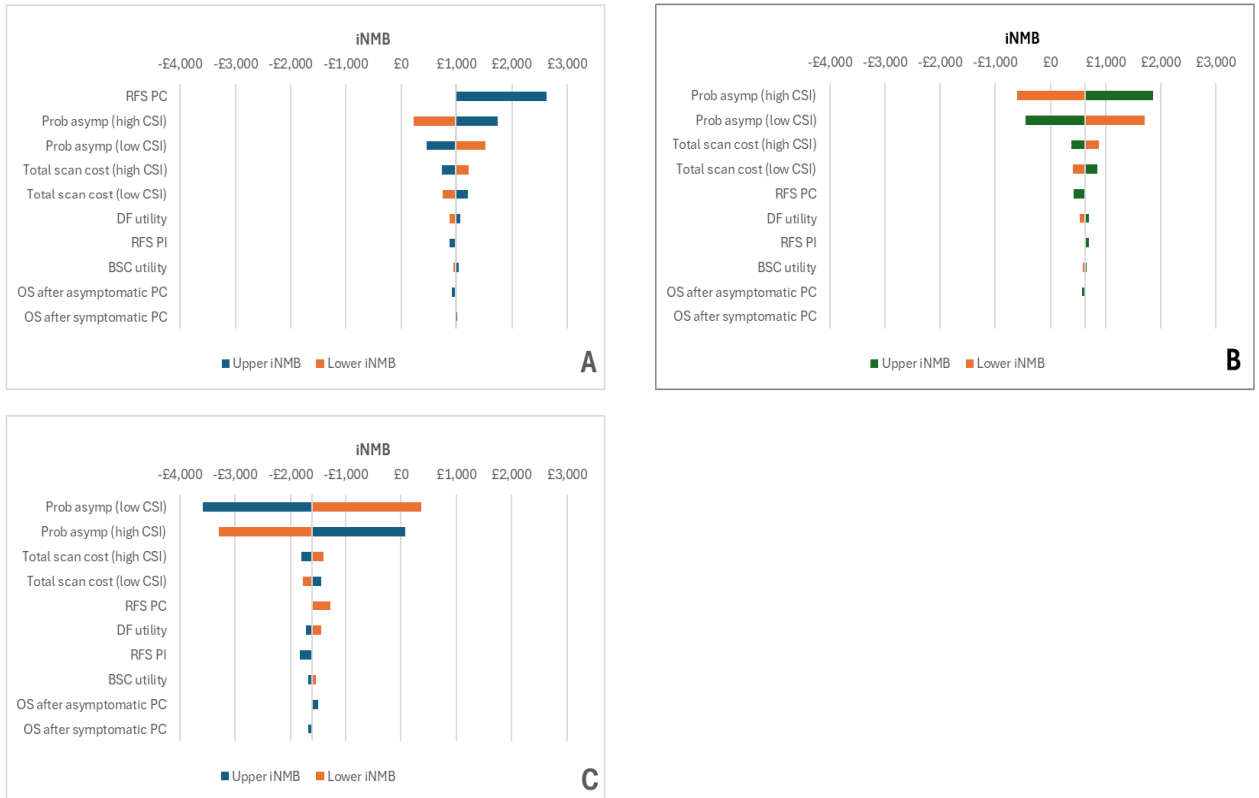 iNMB
-£4,000 -£3,000 -£2,000 -£1,000 £0 £1,000 £2,000 £3,000
RFS PC
Prob asymp (high CSI)
Prob asymp (low CSI)
Total scan cost (high CSI)
Total scan cost (low CSI)
DF utility
RFS PI
BSC utility
OS after asymptomatic PC
OS after symptomatic PC
Upper iNMB Lower iNMB
A
iNMB
-£4,000 -£3,000 -£2,000 -£1,000 £0 £1,000 £2,000 £3,000
Prob asymp (high CSI)
Prob asymp (low CSI)
Total scan cost (high CSI)
Total scan cost (low CSI)
RFS PC
DF utility
RFS PI
BSC utility
OS after asymptomatic PC
OS after symptomatic PC
Upper iNMB Lower iNMB
B
iNMB
-£4,000 -£3,000 -£2,000 -£1,000 £0 £1,000 £2,000 £3,000
Prob asymp (low CSI)
Prob asymp (high CSI)
Total scan cost (high CSI)
Total scan cost (low CSI)
RFS PC
DF utility
RFS PI
BSC utility
OS after asymptomatic PC
OS after symptomatic PC
Upper iNMB Lower iNMB
C